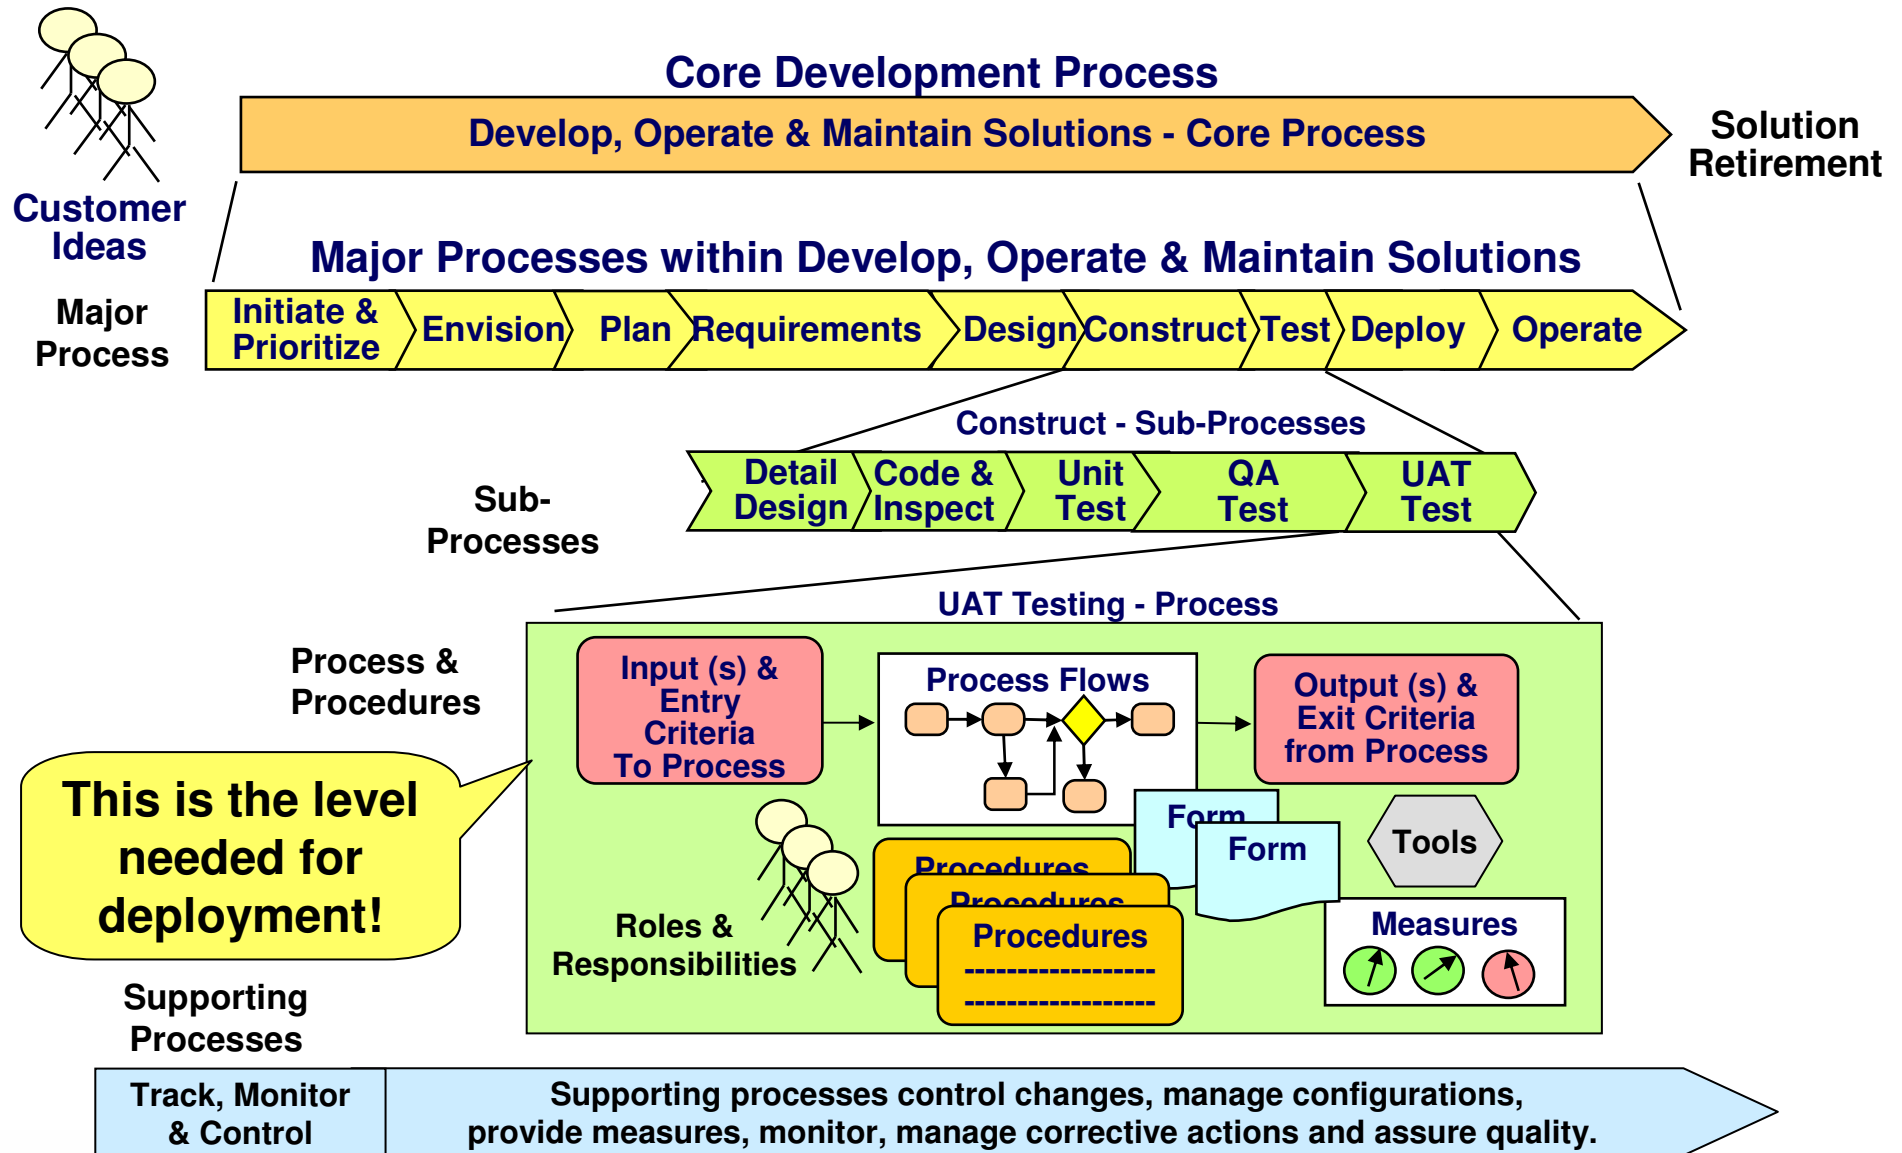 Core Development Process
Develop, Operate & Maintain Solutions - Core Process
Solution
Retirement
Customer
Ideas
Major Processes within Develop, Operate & Maintain Solutions
Major
Process
Initiate &
Prioritize
Envision
Plan
Requirements
Design
Construct
Test
Deploy
Operate
Construct - Sub-Processes
Sub-
Processes
Detail
Design
Code &
Inspect
Unit
Test
QA
Test
UAT
Test
UAT Testing - Process
Process &
Procedures
Input (s) &
Entry
Criteria
To Process
Process Flows
Output (s) &
Exit Criteria
from Process
This is the level
needed for
deployment!
Roles &
Responsibilities
Procedures
Procedures
Procedures
------------------
------------------
Form
Form
Tools
Measures
Supporting
Processes
Track, Monitor
& Control
Supporting processes control changes, manage configurations,
provide measures, monitor, manage corrective actions and assure quality.